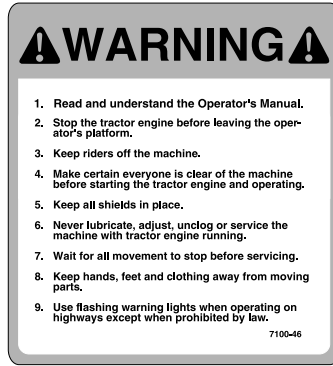 WARNING
1. Read and understand the Operator's Manual.
2. Stop the tractor engine before leaving the oper-
ator's platform.
3. Keep riders off the machine.
4. Make certain everyone is clear of the machine
before starting the tractor engine and operating.
5. Keep all shields in place.
6. Never lubricate, adjust, unclog or service the
machine with tractor engine running.
7. Wait for all movement to stop before servicing.
8. Keep hands, feet and clothing away from moving
parts.
9. Use flashing warning lights when operating on
highways except when prohibited by law.
7100-46